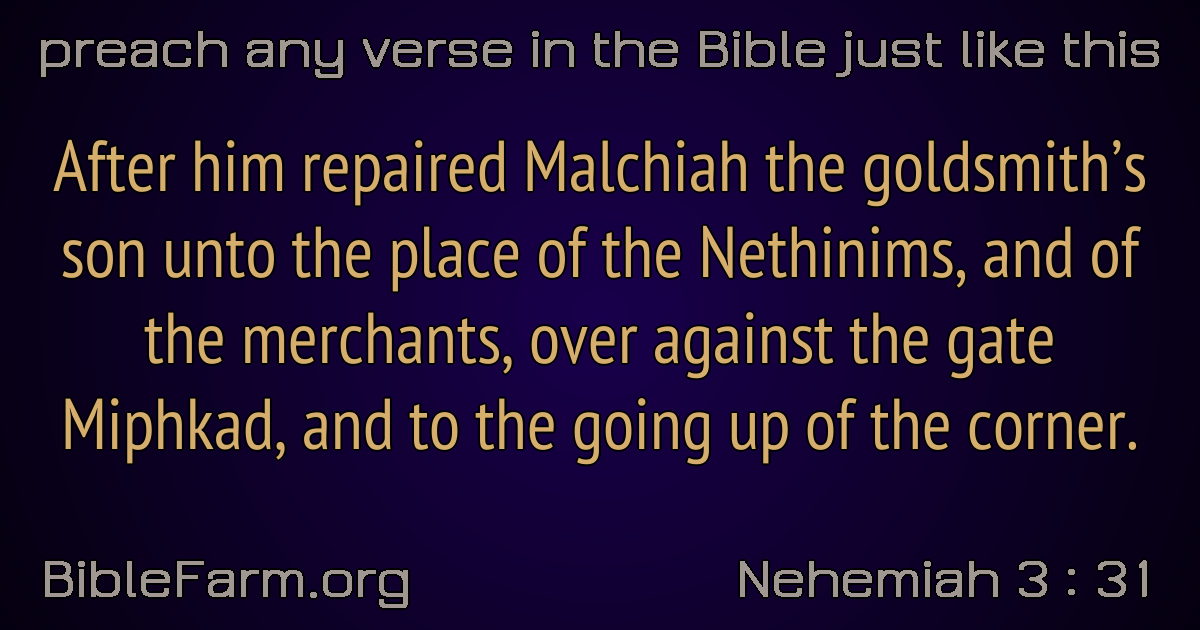 preach any verse in the Bible just like this
After him repaired Malchiah the goldsmith’s
son unto the place of the Nethinims, and of
the merchants, over against the gate
Miphkad, and to the going up of the corner.
BibleFarm.org
Nehemiah 3 : 31